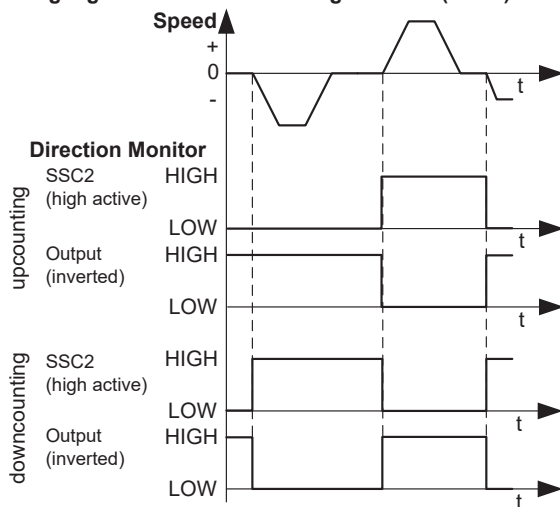 Speed
+
0
t
-
Direction Monitor
upcounting
SSC2
(high active)
HIGH
LOW
t
Output
(inverted)
HIGH
LOW
t
downcounting
SSC2
(high active)
HIGH
LOW
t
Output
(inverted)
HIGH
LOW
t